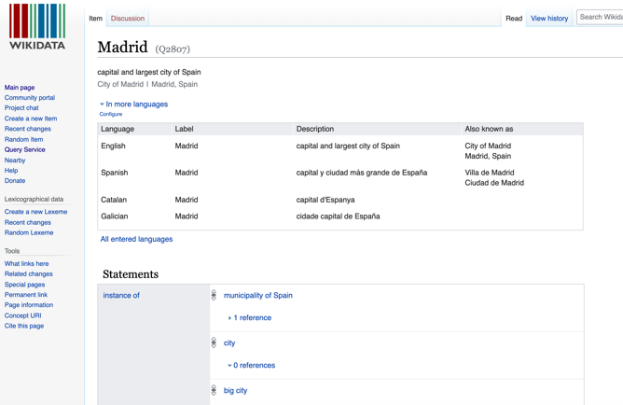 WIKIDATA
Main page
Community portal
Project chat
Create a new Item
Recent changes
Random Item
Query Service
Nearby
Help
Donate
Lexicographical data
Create a new Lexeme
Recent changes
Random Lexeme
Tools
What links here
Related changes
Special pages
Permanent link
Page information
Concept URI
Cite this page
Item Discussion
Read View history Search Wikida
Madrid (Q2807)
capital and largest city of Spain
City of Madrid | Madrid, Spain
In more languages
Configure
Language Label Description Also known as
English Madrid capital and largest city of Spain City of Madrid
Madrid, Spain
Spanish Madrid capital y ciudad más grande de España Villa de Madrid
Ciudad de Madrid
Catalan Madrid capital d'Espanya
Galician Madrid cidade capital de España
All entered languages
Statements
instance of municipality of Spain
1 reference
city
0 references
big city